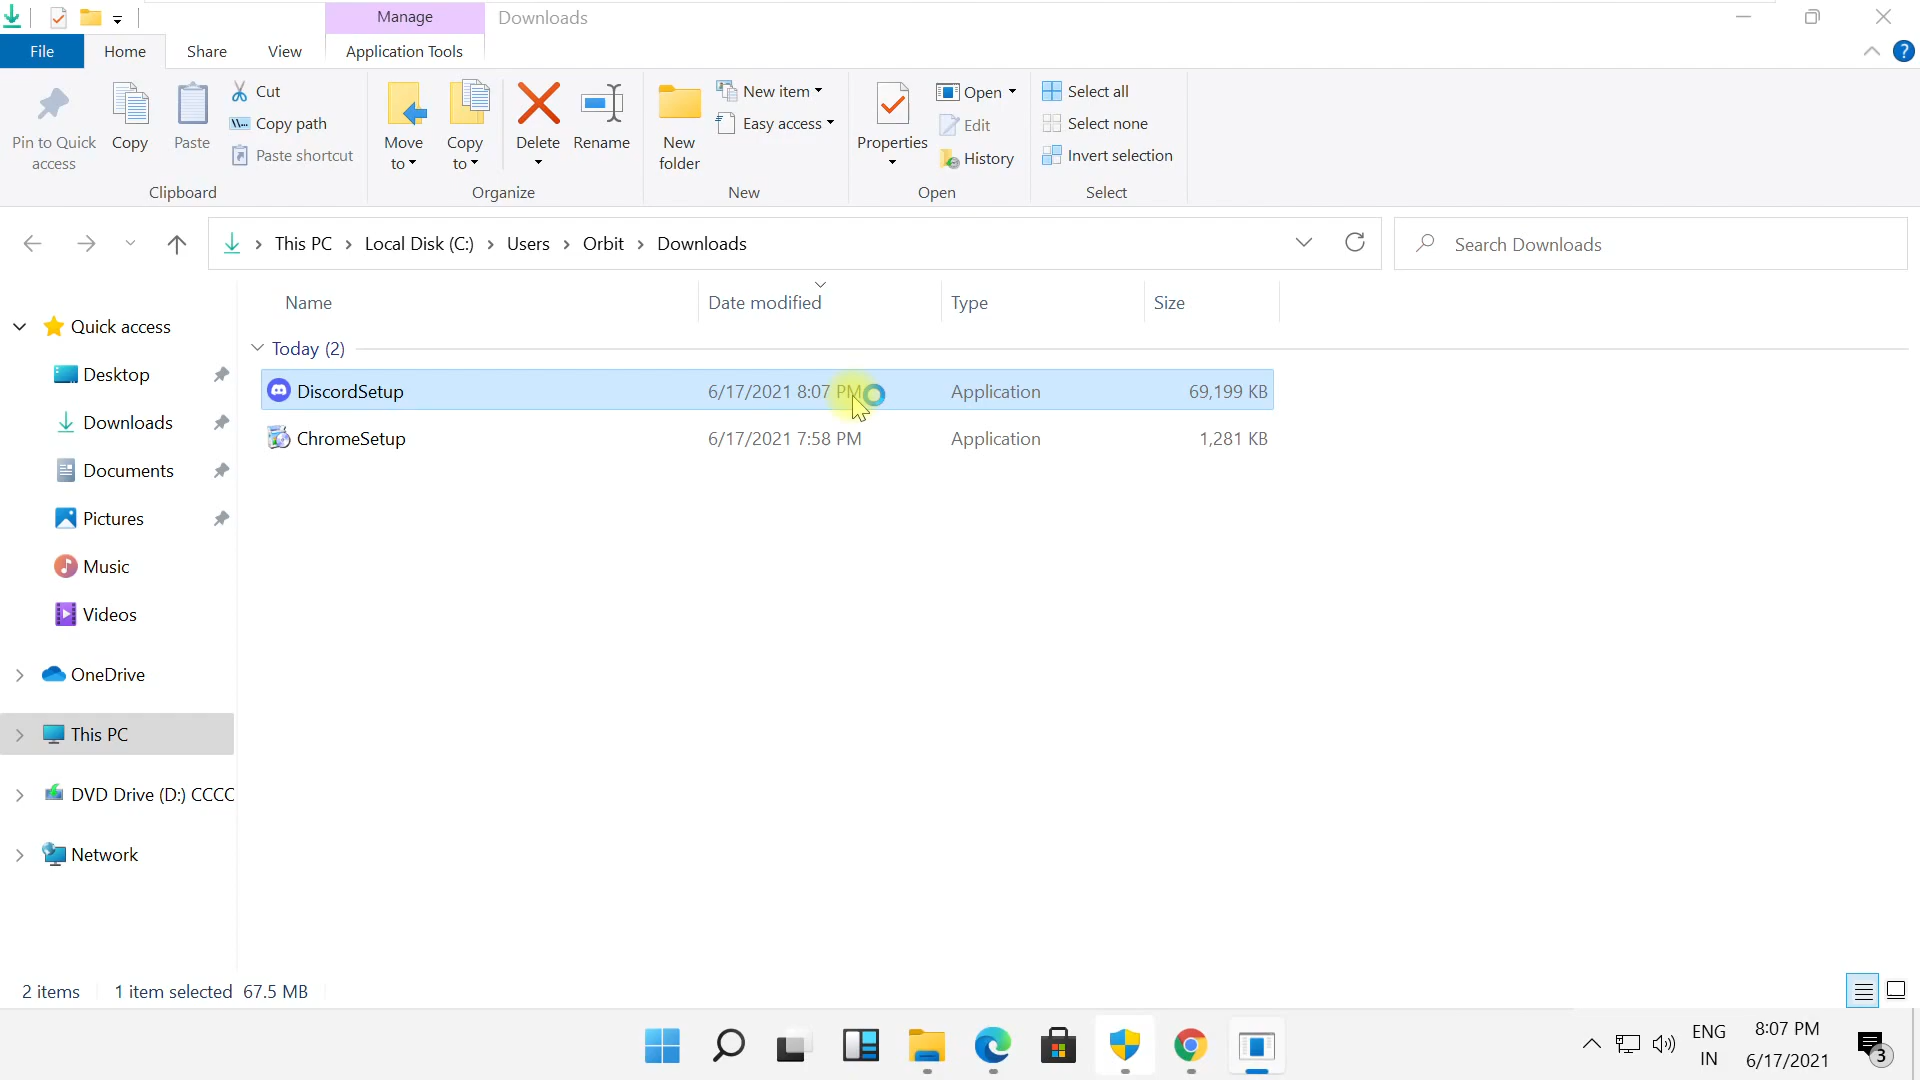 Manage
Downloads
File
Home
Share
View
Application Tools
Pin to Quick access
Copy
Paste
Cut
Copy path
Paste shortcut
Clipboard
Move to
Copy to
Delete
Rename
Organize
New folder
New item
Easy access
New
Properties
Open
Edit
History
Open
Select all
Select none
Invert selection
Select
This PC > Local Disk (C:) > Users > Orbit > Downloads
Search Downloads
Name
Date modified
Type
Size
Quick access
Desktop
Downloads
Documents
Pictures
Music
Videos
OneDrive
This PC
DVD Drive (D:) CCCC
Network
Today (2)
DiscordSetup 6/17/2021 8:07 PM Application 69,199 KB
ChromeSetup 6/17/2021 7:58 PM Application 1,281 KB
2 items 1 item selected 67.5 MB
ENG
IN
8:07 PM
6/17/2021
3